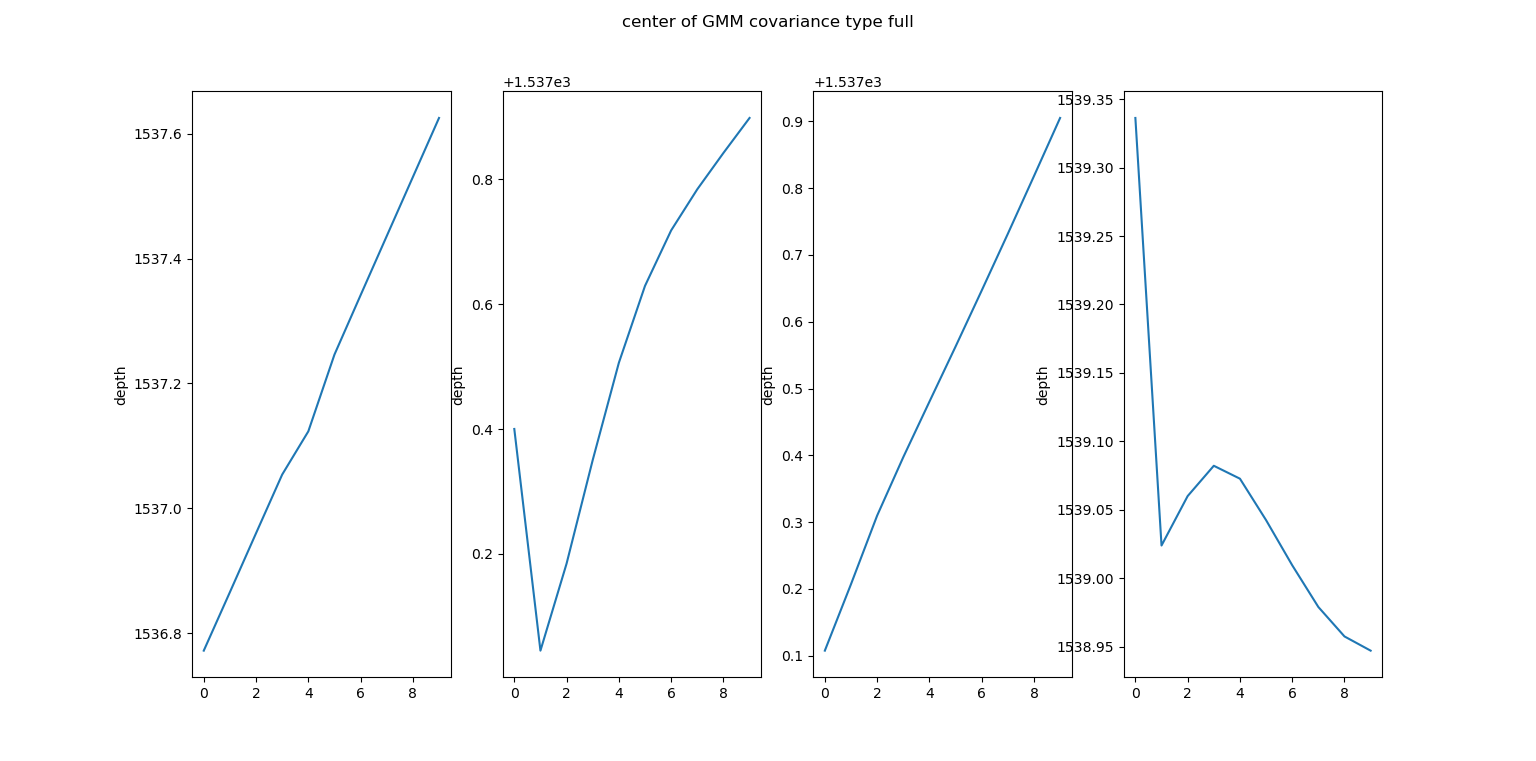 center of GMM covariance type full
+1.537e3
+1.537e3
1537.6
1537.4
1537.2
1537.0
1536.8
depth
0 2 4 6 8
0.8
0.6
0.4
0.2
depth
0 2 4 6 8
0.9
0.8
0.7
0.6
0.5
0.4
0.3
0.2
0.1
depth
0 2 4 6 8
1539.35
1539.30
1539.25
1539.20
1539.15
1539.10
1539.05
1539.00
1538.95
depth
0 2 4 6 8